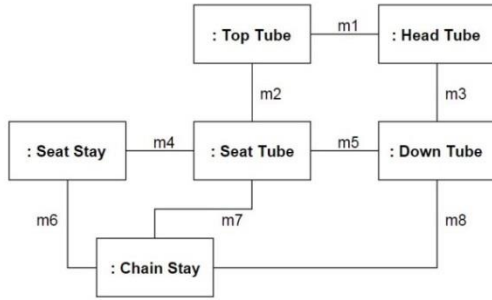 : Top Tube
m1
: Head Tube
m2
m3
: Seat Stay
m4
: Seat Tube
m5
: Down Tube
m6
m7
m8
: Chain Stay